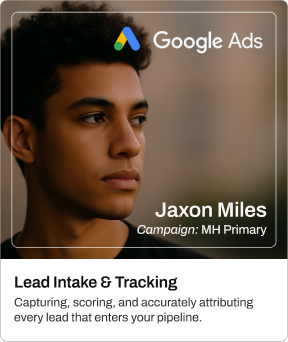 Google Ads
Jaxon Miles
Campaign: MH Primary
Lead Intake & Tracking
Capturing, scoring, and accurately attributing
every lead that enters your pipeline.